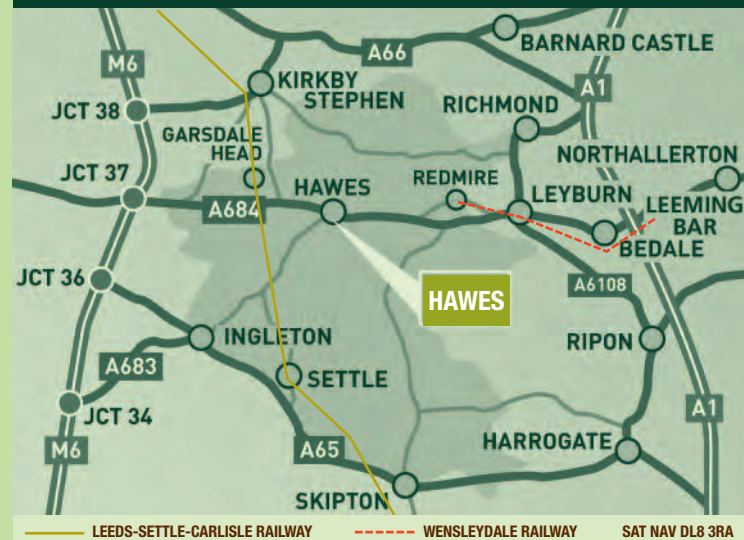 A66
BARNARD CASTLE
M6
KIRKBY
STEPHEN
A1
JCT 38
RICHMOND
GARSDALE
HEAD
NORTHALLERTON
JCT 37
HAWES
REDMIRE
LEYBURN
LEEMING
BAR
A684
BEDALE
JCT 36
HAWES
A6108
INGLETON
RIPON
A683
SETTLE
JCT 34
A1
M6
A65
HARROGATE
SKIPTON
LEEDS-SETTLE-CARLISLE RAILWAY
WENSLEYDALE RAILWAY
SAT NAV DL8 3RA